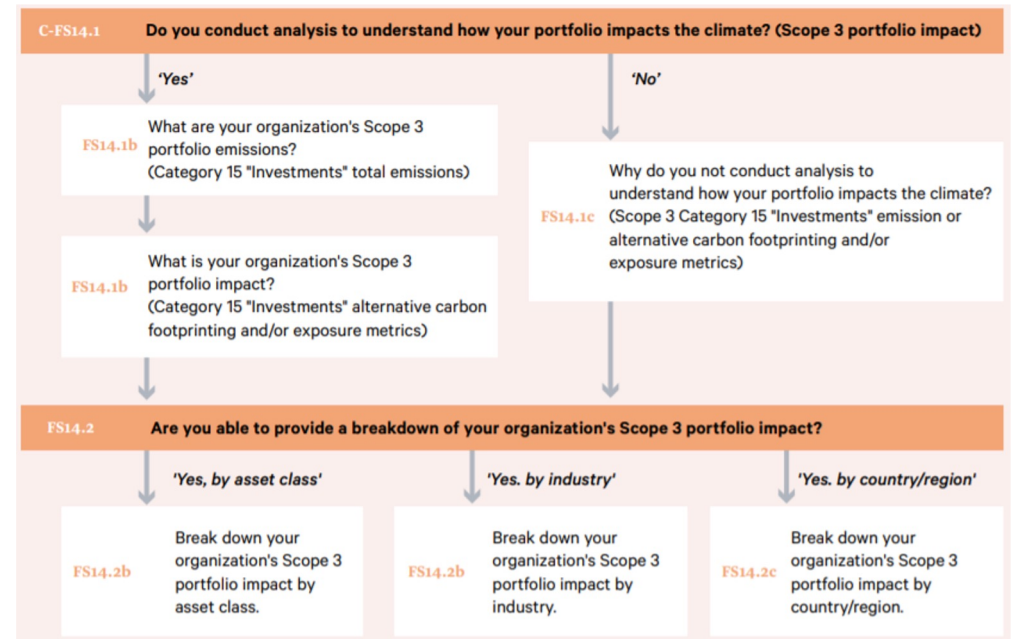 C-FS14.1 Do you conduct analysis to understand how your portfolio impacts the climate? (Scope 3 portfolio impact)
‘Yes’
‘No’
FS14.1b
What are your organization's Scope 3
portfolio emissions?
(Category 15 "Investments" total emissions)
FS14.1c
Why do you not conduct analysis to
understand how your portfolio impacts the climate?
(Scope 3 Category 15 "Investments" emission or
alternative carbon footprinting and/or
exposure metrics)
FS14.1b
What is your organization's Scope 3
portfolio impact?
(Category 15 "Investments" alternative carbon
footprinting and/or exposure metrics)
FS14.2 Are you able to provide a breakdown of your organization's Scope 3 portfolio impact?
'Yes, by asset class'
'Yes. by industry'
'Yes. by country/region'
FS14.2b
Break down your
organization's Scope 3
portfolio impact by
asset class.
FS14.2b
Break down your
organization's Scope 3
portfolio impact by
industry.
FS14.2c
Break down your
organization's Scope 3
portfolio impact by
country/region.